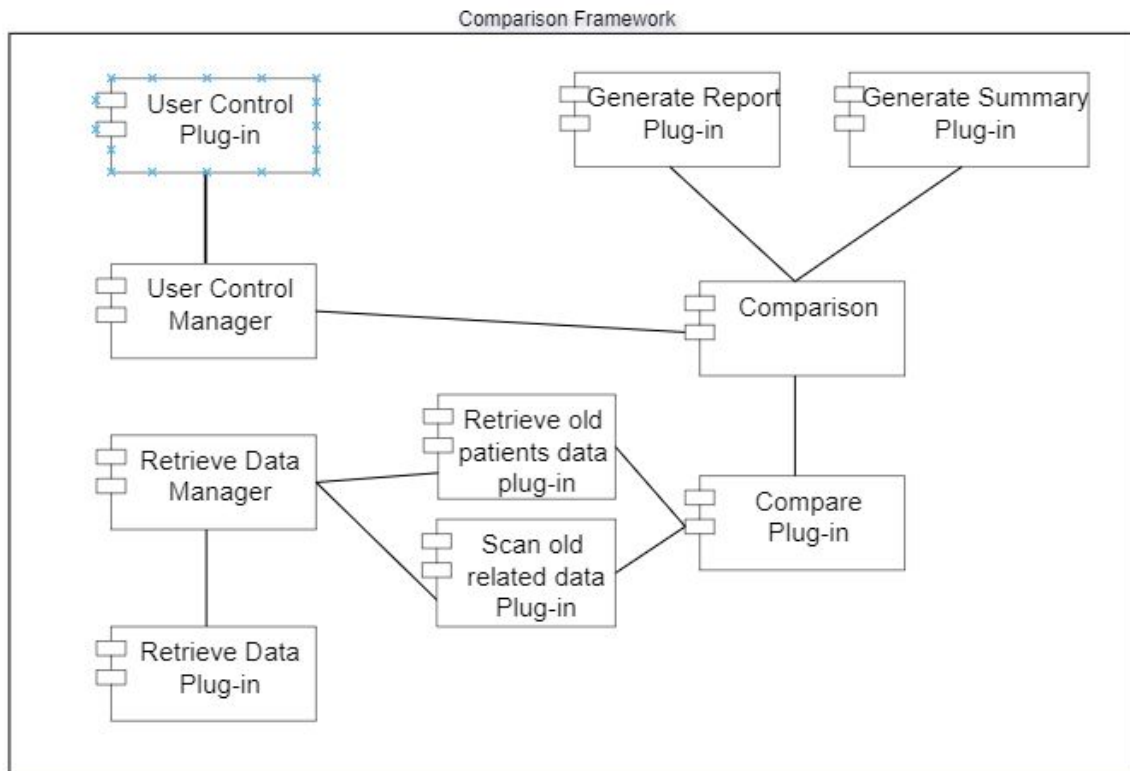 Comparison Framework
User Control
Plug-in
Generate Report
Plug-in
Generate Summary
Plug-in
User Control
Manager
Comparison
Retrieve old
patients data
plug-in
Retrieve Data
Manager
Compare
Plug-in
Scan old
related data
Plug-in
Retrieve Data
Plug-in